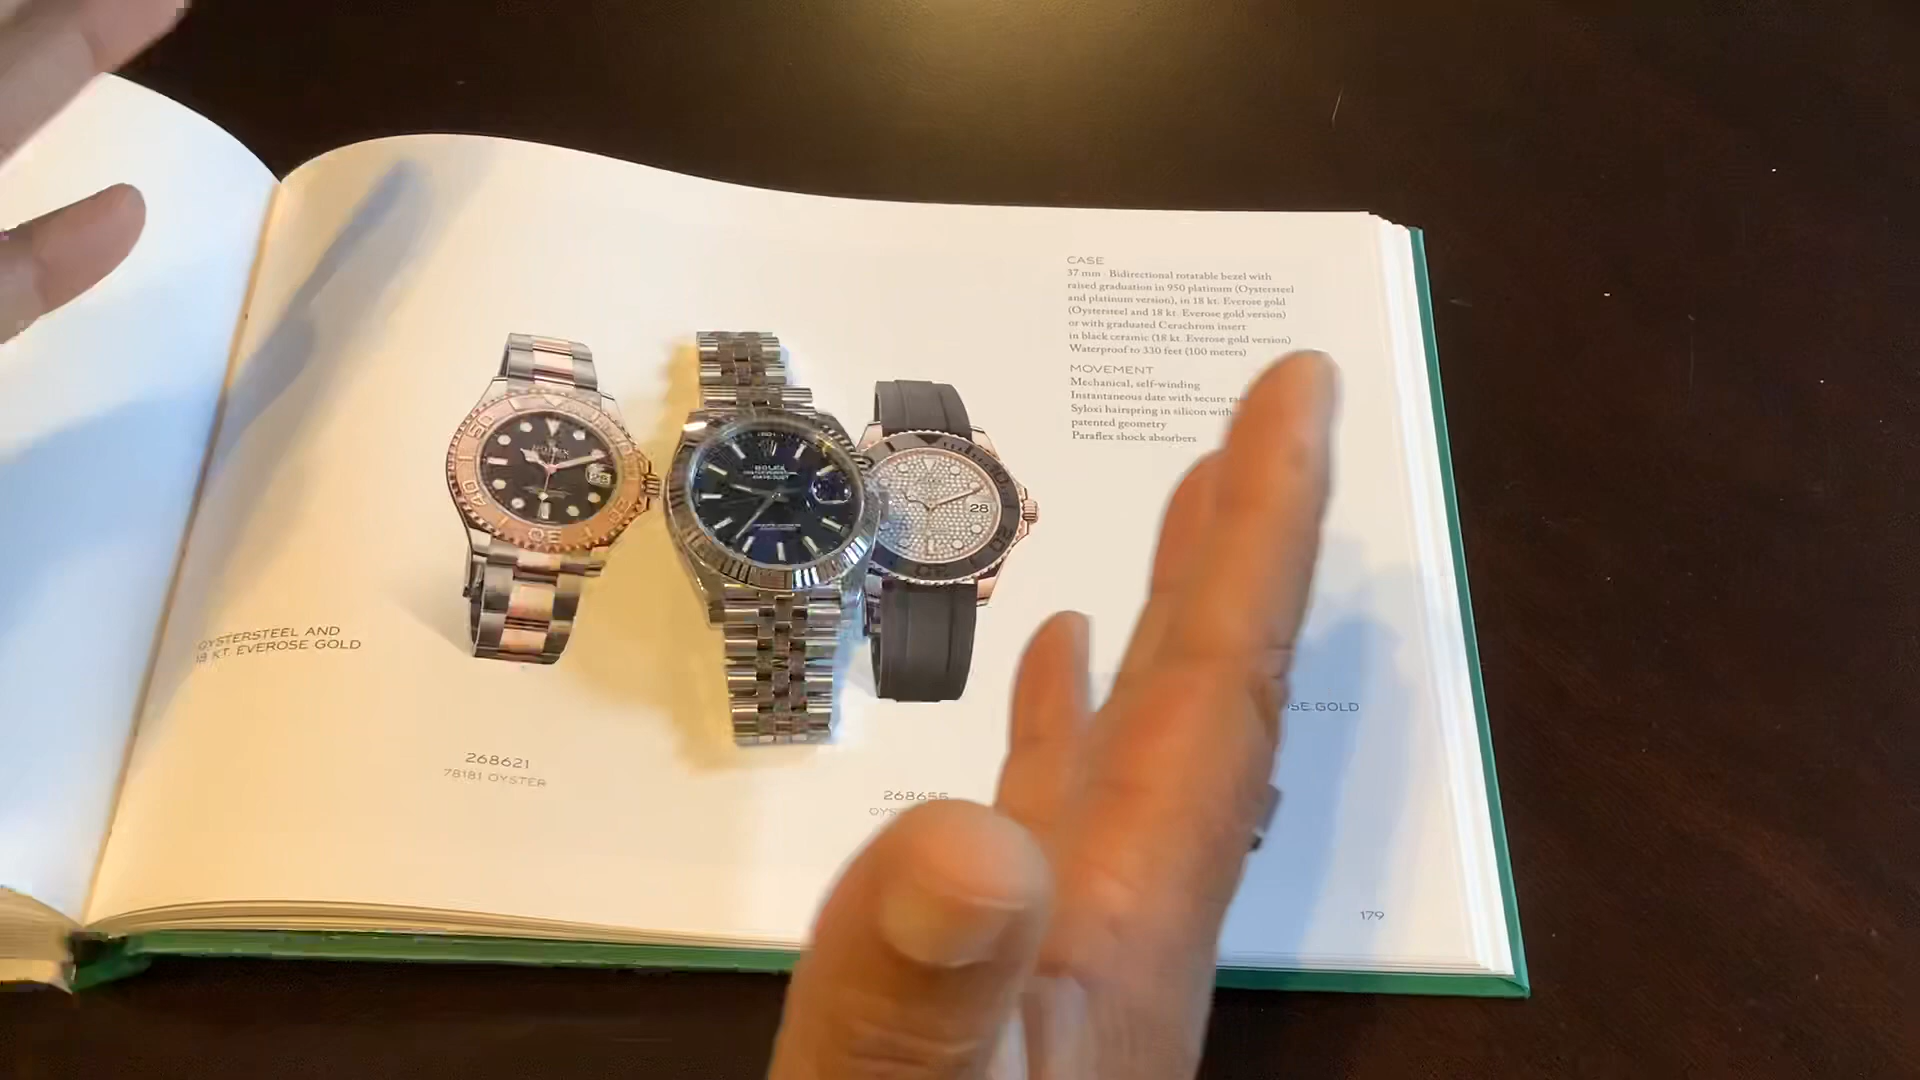 CASE
37 mm - Bidirectional rotatable bezel with
raised graduation in 950 platinum (Oystersteel
and platinum version), in 18 kt. Everose gold
(Oystersteel and 18 kt. Everose gold version)
or with graduated Cerachrom insert
in black ceramic (18 kt. Everose gold version)
Waterproof to 330 feet (100 meters)
MOVEMENT
Mechanical, self-winding
Instantaneous date with secure
Syloxi hairspring in silicon with
patented geometry
Paraflex shock absorbers
ROLEX
28
ROLEX
DATEJUST
28
OYSTERSTEEL AND
18 KT. EVEROSE GOLD
GOLD
268621
78181 OYSTER
268655
179